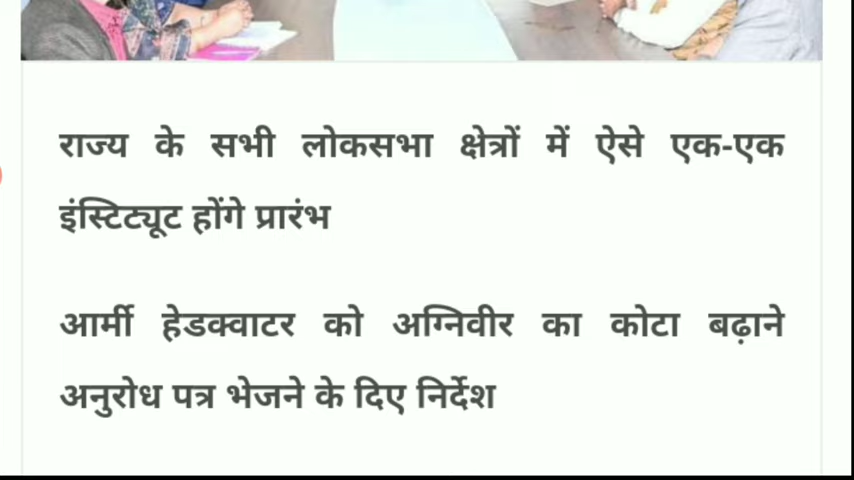 राज्य के सभी लोकसभा क्षेत्रों में ऐसे एक-एक
इंस्टिट्यूट होंगे प्रारंभ
आर्मी हेडक्वाटर को अग्निवीर का कोटा बढ़ाने
अनुरोध पत्र भेजने के दिए निर्देश